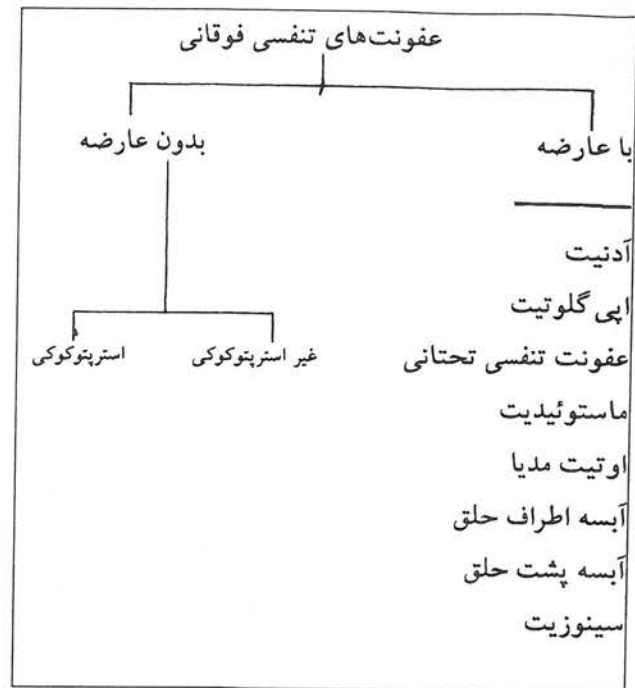 عفونت‌های تنفسی فوقانی
با عارضه
بدون عارضه
آدنیت
اپی گلوتیت
عفونت تنفسی تحتانی
ماستوئیدیت
اوتیت مدیا
آبسه اطراف حلق
آبسه پشت حلق
سینوزیت
غیر استرپتوکوکی
استرپتوکوکی